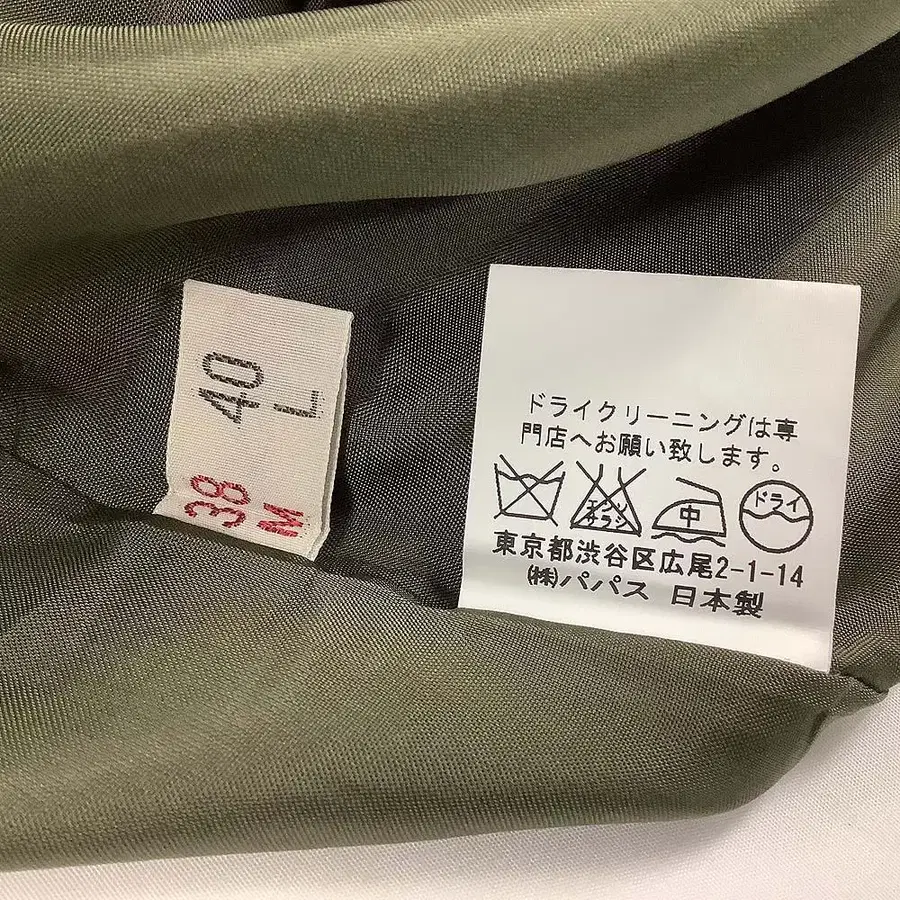 40
L
38
M
ドライクリーニングは専
門店へお願い致します。
エンソ
サラシ
中
ドライ
東京都渋谷区広尾2-1-14
㈱パパス 日本製